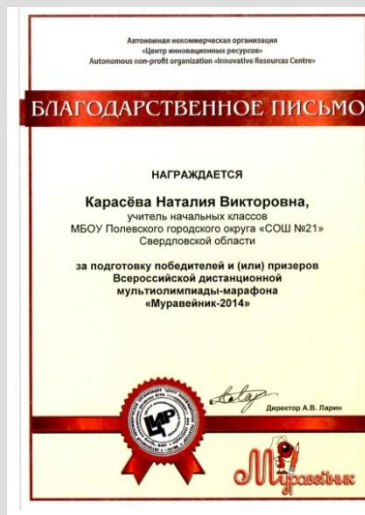 Автономная некоммерческая организация
«Центр инновационных ресурсов»
Autonomous non-profit organization «Innovative Resources Centre»
БЛАГОДАРСТВЕННОЕ ПИСЬМО
НАГРАЖДАЕТСЯ
Карасёва Наталия Викторовна,
учитель начальных классов
МБОУ Полевского городского округа «СОШ №21»
Свердловской области
за подготовку победителей и (или) призеров
Всероссийской дистанционной
мультиолимпиады-марафона
«Муравейник-2014»
ЦИР
Директор А.В. Ларин
Муравейник